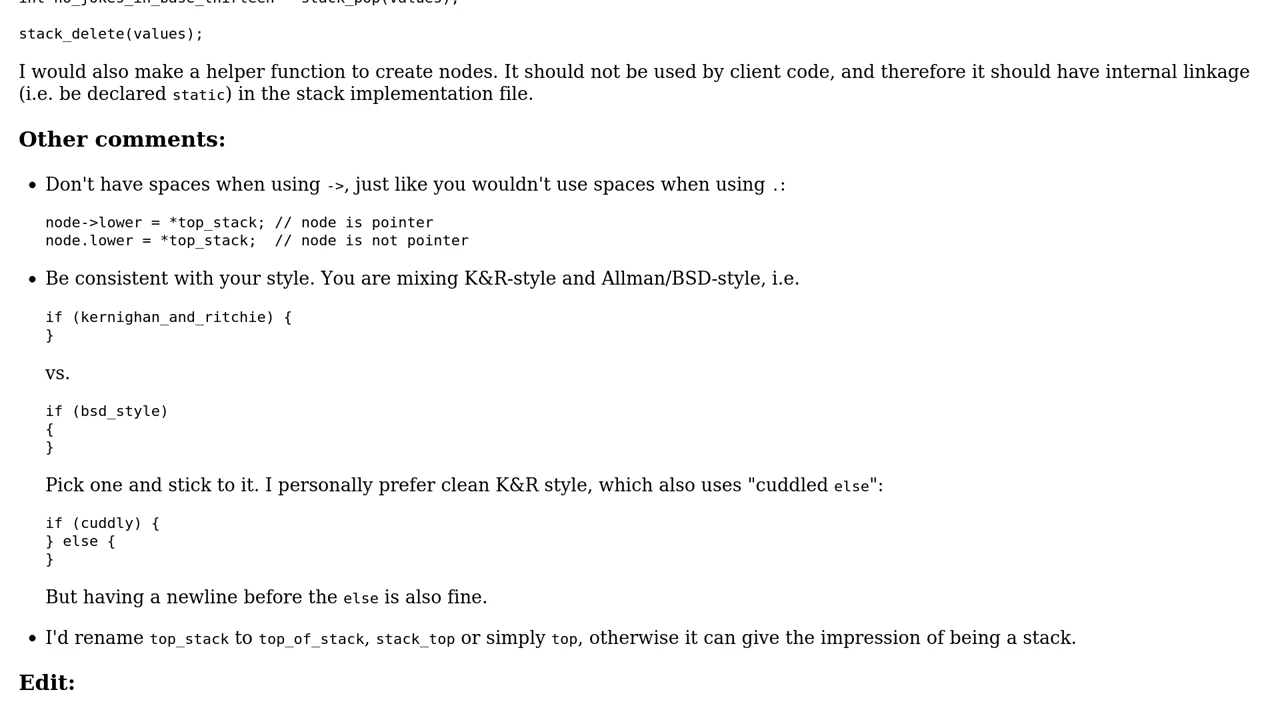 int no_jokes_in_base_thirteen = stack_pop(values);
stack_delete(values);
I would also make a helper function to create nodes. It should not be used by client code, and therefore it should have internal linkage
(i.e. be declared static) in the stack implementation file.
Other comments:
• Don't have spaces when using ->, just like you wouldn't use spaces when using .:
node->lower = *top_stack; // node is pointer
node.lower = *top_stack;  // node is not pointer
• Be consistent with your style. You are mixing K&R-style and Allman/BSD-style, i.e.
if (kernighan_and_ritchie) {
}
vs.
if (bsd_style)
{
}
Pick one and stick to it. I personally prefer clean K&R style, which also uses "cuddled else":
if (cuddly) {
} else {
}
But having a newline before the else is also fine.
• I'd rename top_stack to top_of_stack, stack_top or simply top, otherwise it can give the impression of being a stack.
Edit: